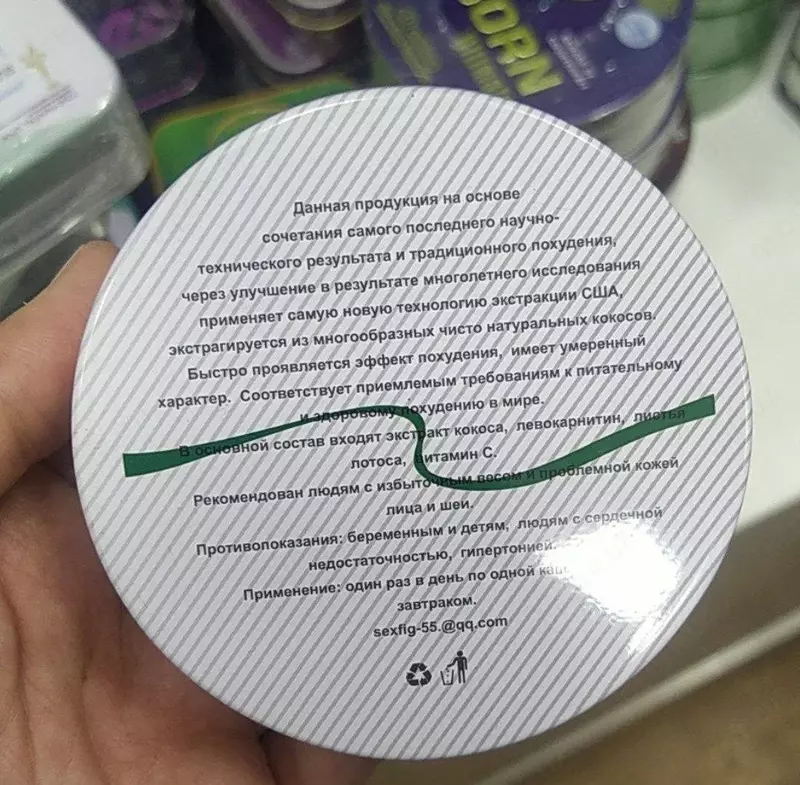 BORN
Данная продукция на основе
сочетания самого последнего научно-
технического результата и традиционного похудения,
через улучшение в результате многолетнего исследования
применяет самую новую технологию экстракции США,
экстрагируется из многообразных чисто натуральных кокосов.
Быстро проявляется эффект похудения, имеет умеренный
характер. Соответствует приемлемым требованиям к питательному
и здоровому похудению в мире.
В основной состав входят экстракт кокоса, левокарнитин, листья
лотоса, витамин С.
Рекомендован людям с избыточным весом и проблемной кожей
лица и шеи.
Противопоказания: беременным и детям, людям с сердечной
недостаточностью, гипертонией.
Применение: один раз в день по одной
завтраком.
sexfig-55.@qq.com